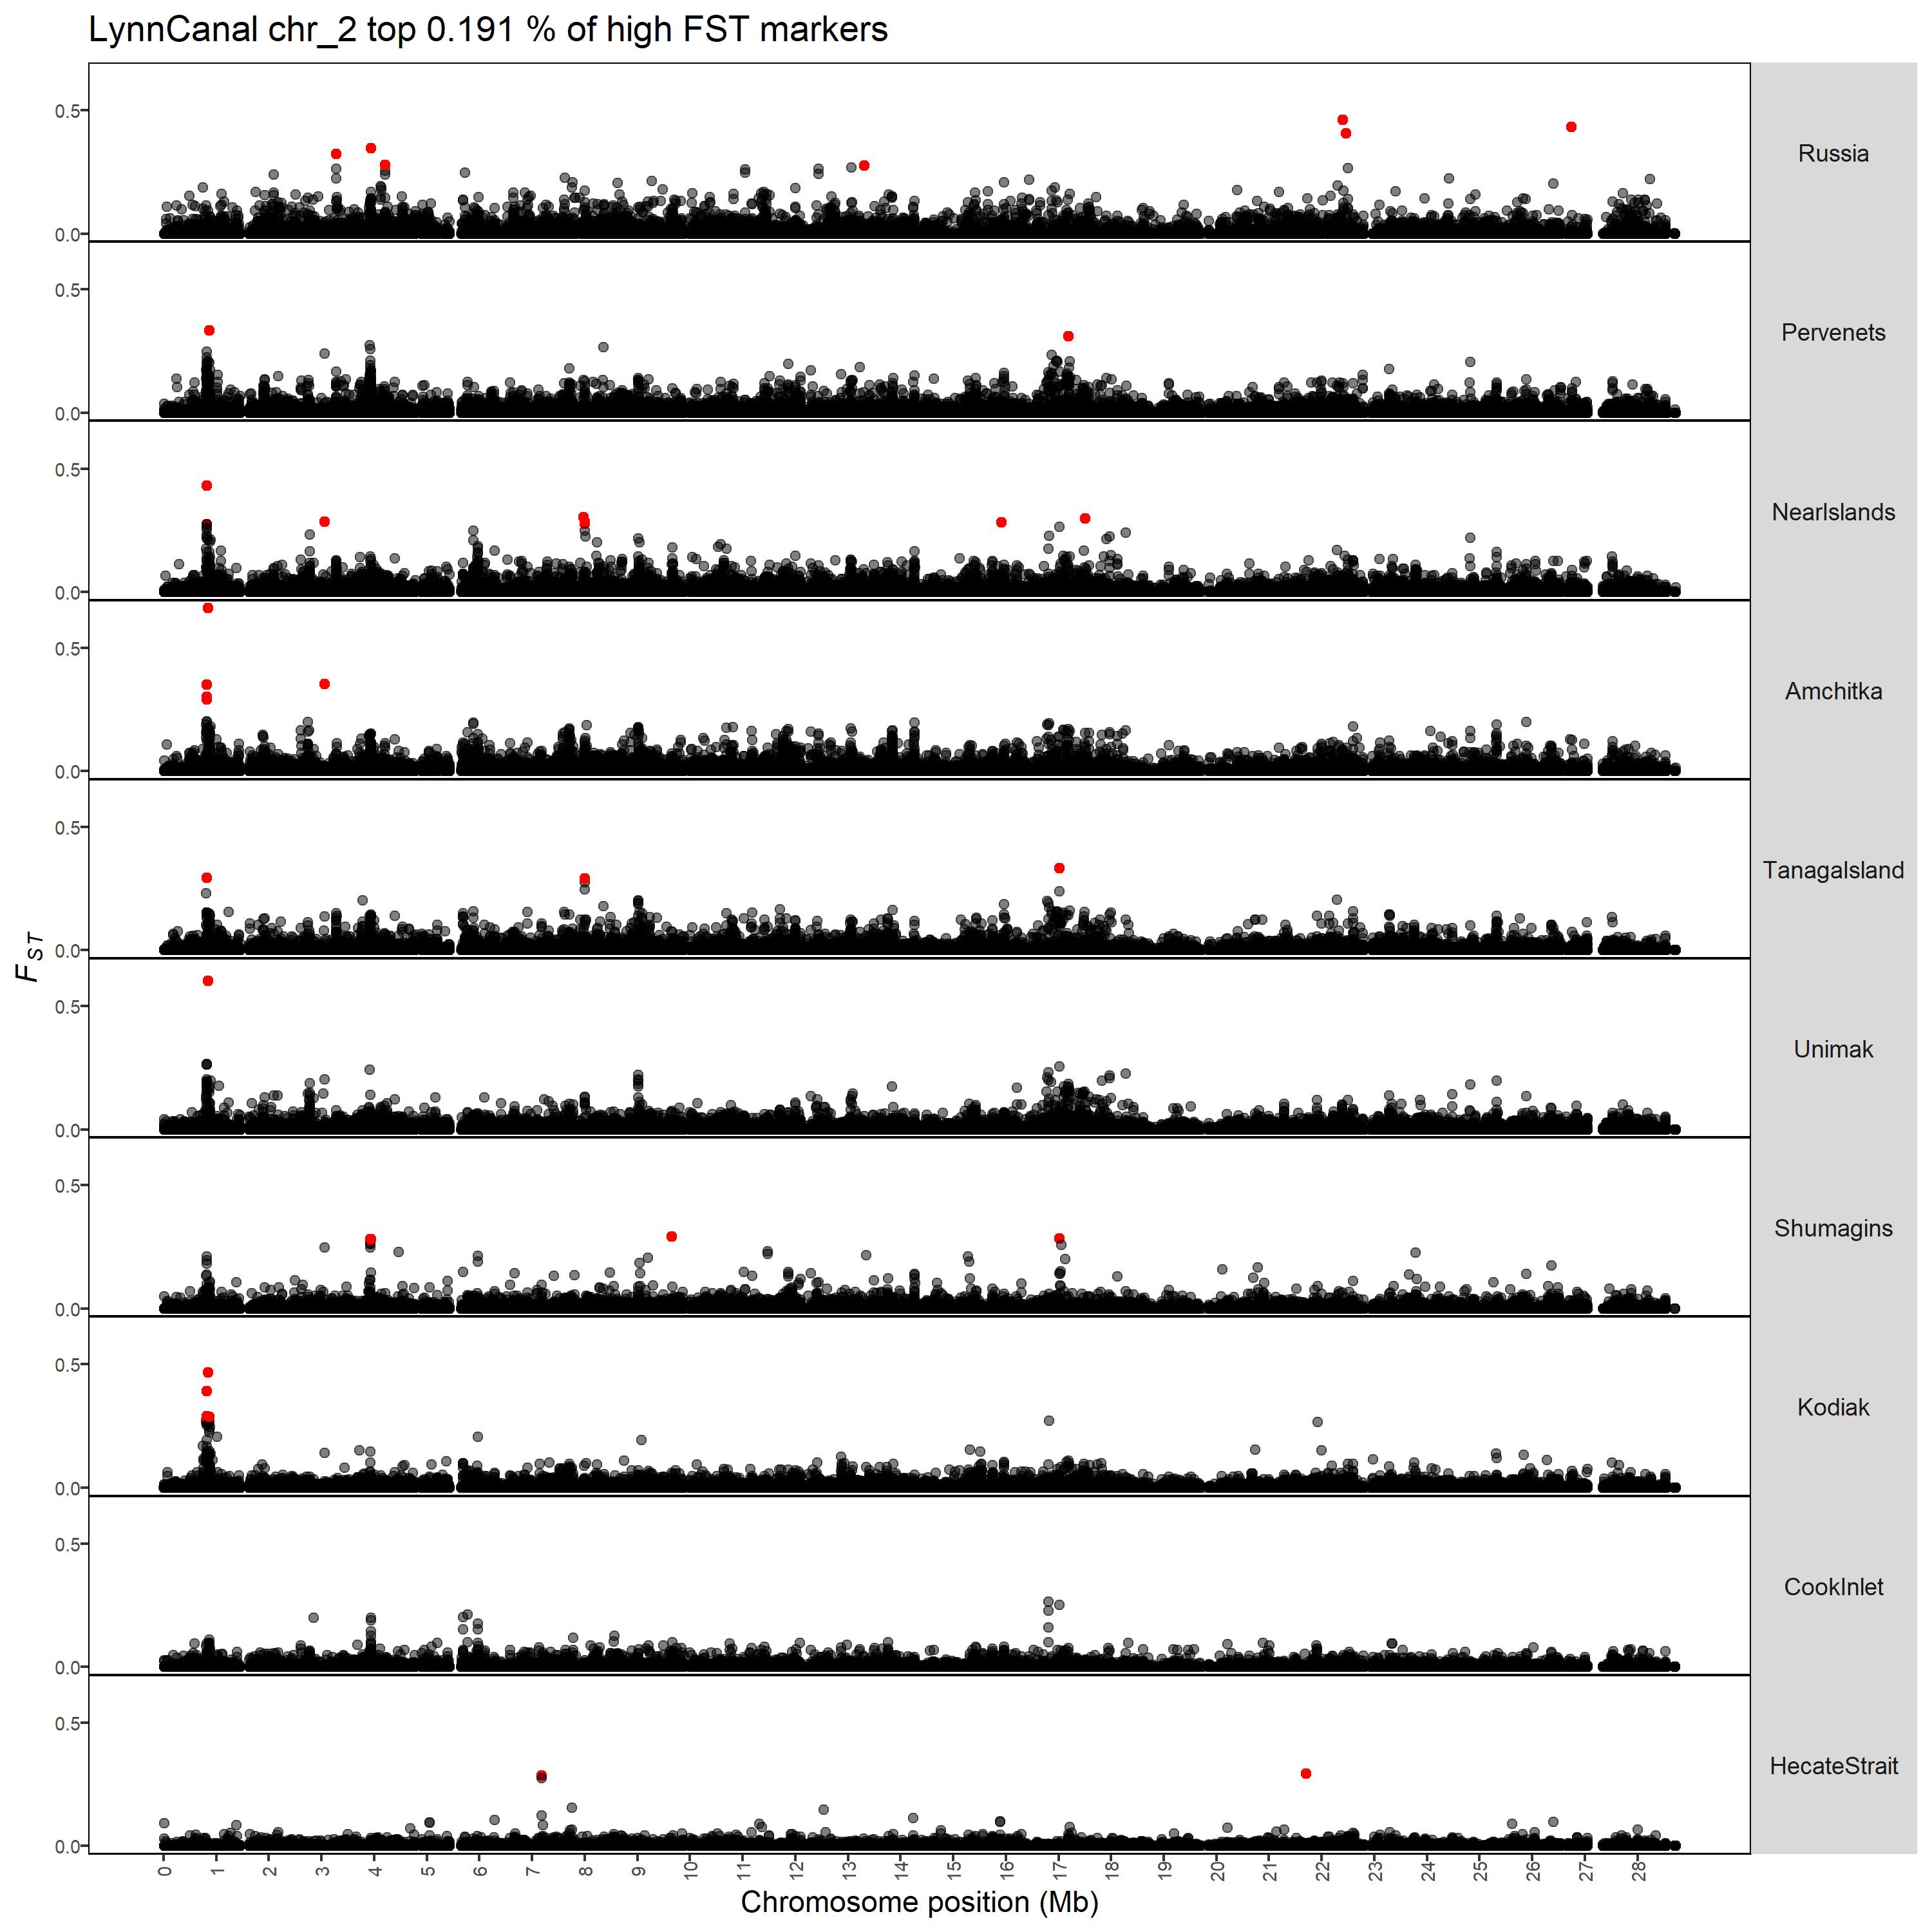 LynnCanal chr_2 top 0.191 % of high FST markers
0.5
0.0
Russia
0.5
0.0
Pervenets
0.5
0.0
NearIslands
0.5
0.0
Amchitka
0.5
0.0
TanagaIsland
0.5
0.0
Unimak
0.5
0.0
Shumagins
0.5
0.0
Kodiak
0.5
0.0
CookInlet
0.5
0.0
HecateStrait
FST
0 1 2 3 4 5 6 7 8 9 10 11 12 13 14 15 16 17 18 19 20 21 22 23 24 25 26 27 28
Chromosome position (Mb)